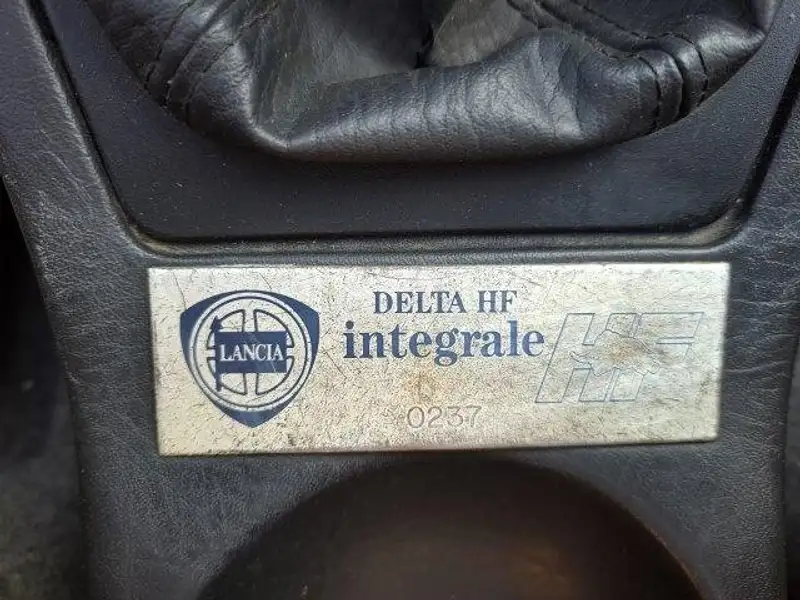 LANCIA
DELTA HF
integrale
HF
0237